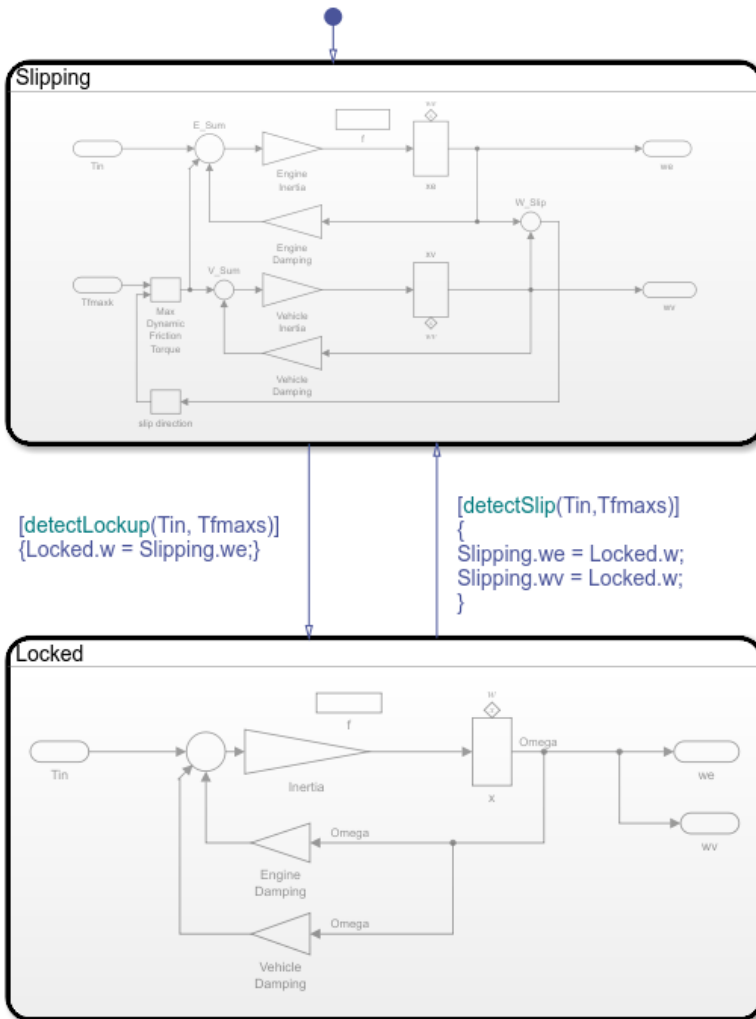 Slipping
E_Sum
f
xe
Tin
Engine
Inertia
we
W_Slip
Engine
Damping
V_Sum
xv
Tfmaxk
Max
Dynamic
Friction
Torque
Vehicle
Inertia
wv
Vehicle
Damping
slip direction
[detectLockup(Tin, Tfmaxs)]
{Locked.w = Slipping.we;}
[detectSlip(Tin,Tfmaxs)]
{
Slipping.we = Locked.w;
Slipping.wv = Locked.w;
}
Locked
f
W
Omega
Tin
Inertia
x
we
Omega
wv
Engine
Damping
Omega
Vehicle
Damping